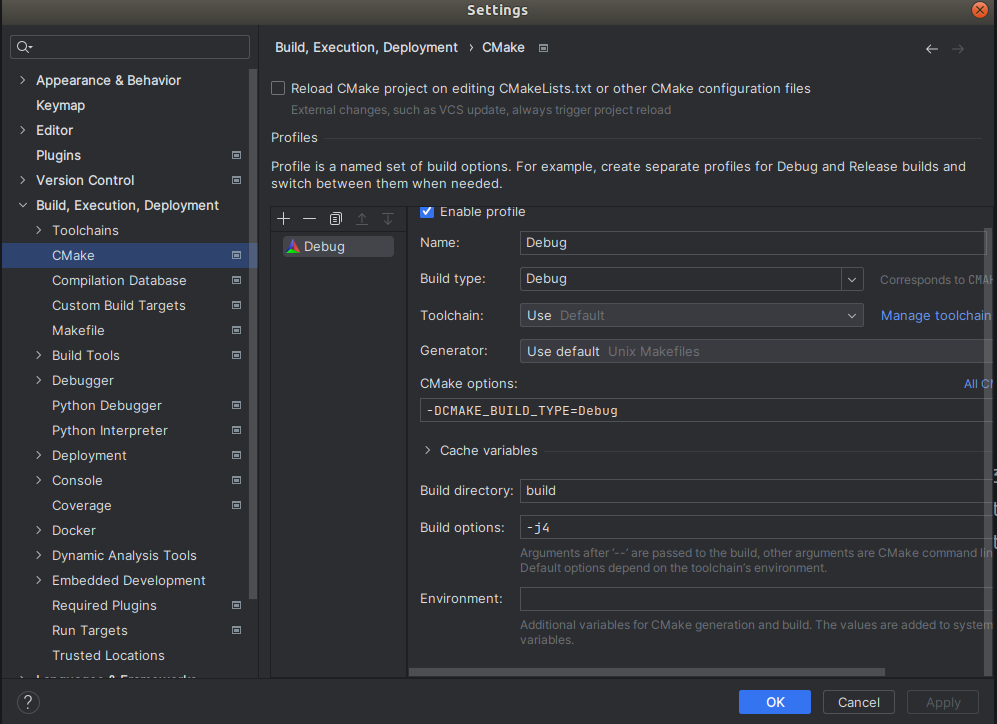 Settings
Build, Execution, Deployment › CMake
Appearance & Behavior
Keymap
Editor
Plugins
Version Control
Build, Execution, Deployment
Toolchains
CMake
Compilation Database
Custom Build Targets
Makefile
Build Tools
Debugger
Python Debugger
Python Interpreter
Deployment
Console
Coverage
Docker
Dynamic Analysis Tools
Embedded Development
Required Plugins
Run Targets
Trusted Locations
Reload CMake project on editing CMakeLists.txt or other CMake configuration files
External changes, such as VCS update, always trigger project reload
Profiles
Profile is a named set of build options. For example, create separate profiles for Debug and Release builds and
switch between them when needed.
Debug
Enable profile
Name: Debug
Build type: Debug Corresponds to
Toolchain: Use Default Manage toolchain
Generator: Use default Unix Makefiles
CMake options: All
-DCMAKE_BUILD_TYPE=Debug
Cache variables
Build directory: build
Build options: -j4
Arguments after '--' are passed to the build, other arguments are CMake command
Default options depend on the toolchain's environment.
Environment:
Additional variables for CMake generation and build. The values are added to system
variables.
?
OK Cancel Apply